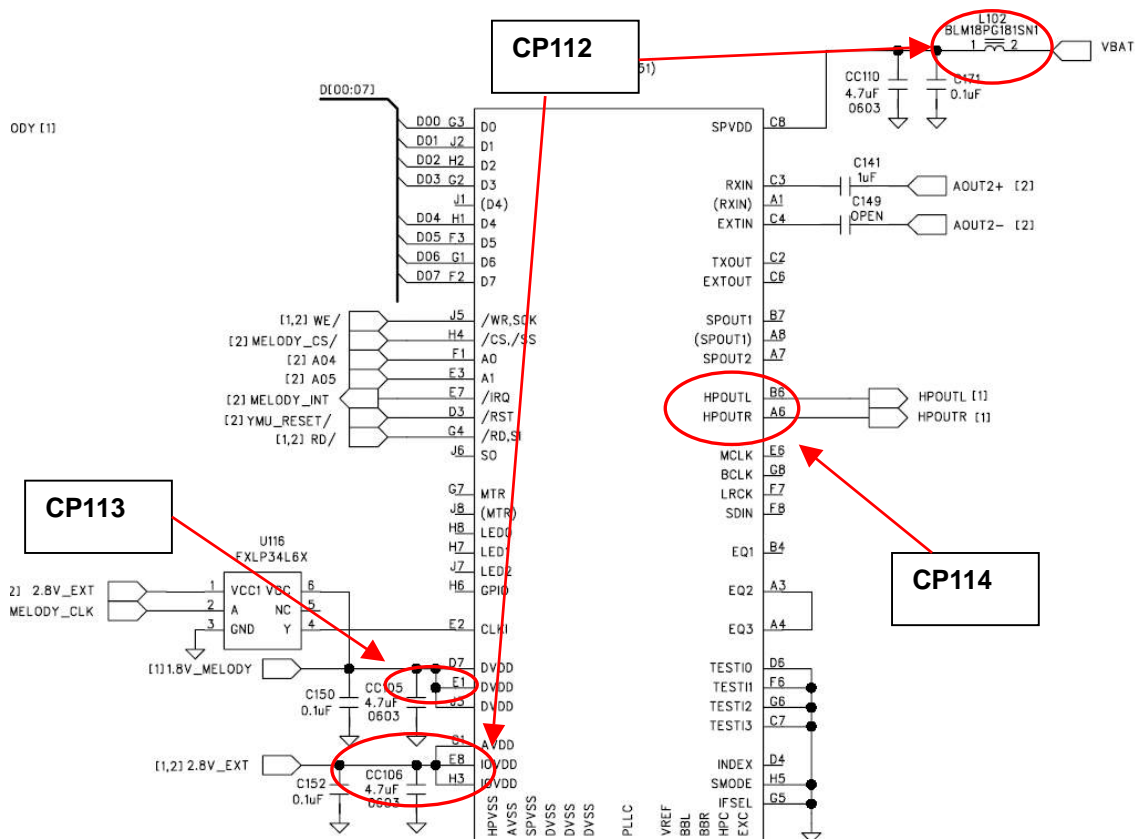 L102
BLM18PG181SN1
1 2
VBAT
CP112
51)
CC110
4.7uF
0603
C171
0.1uF
D[00:07]
ODY [1]
D00 G3 D0
D01 J2 D1
D02 H2 D2
D03 G2 D3
J1 (D4)
D04 H1 D4
D05 F3 D5
D06 G1 D6
D07 F2 D7
SPVDD C8
C141
1uF
RXIN C3 AOUT2+ [2]
(RXIN) A1
C149
OPEN
EXTIN C4 AOUT2- [2]
TXOUT C2
EXTOUT C6
[1,2] WE/ J5 /WR,SCK
[2] MELODY_CS/ H4 /CS,/SS
[2] A04 F1 A0
[2] A05 E3 A1
[2] MELODY_INT E7 /IRQ
[2] YMU_RESET/ D3 /RST
[1,2] RD/ G4 /RD,SI
J6 SO
SPOUT1 B7
(SPOUT1) A8
SPOUT2 A7
HPOUTL B6 HPOUTL [1]
HPOUTR A6 HPOUTR [1]
MCLK E6
BCLK G8
LRCK F7
SDIN F8
G7 MTR
J8 (MTR)
H8 LED0
H7 LED1
J7 LED2
H6 GPIO
EQ1 B4
EQ2 A3
EQ3 A4
CP113
CP114
U116
FXLP34L6X
2] 2.8V_EXT 1 VCC1 VCC 6
MELODY_CLK 2 A NC 5
3 GND Y 4
E2 CLKI
[1]1.8V_MELODY D7 DVDD
E1 DVDD
J3 DVDD
C150
0.1uF
CC105
4.7uF
0603
TESTI0 D6
TESTI1 F6
TESTI2 G6
TESTI3 C7
AVDD
[1,2] 2.8V_EXT E8 IOVDD
H3 IOVDD
C152
0.1uF
CC106
4.7uF
0603
INDEX D4
SMODE H5
IFSEL G5
HPVSS
AVSS
SPVSS
DVSS
DVSS
DVSS
PLLC
VREF
BBL
BBR
HPC
EXC